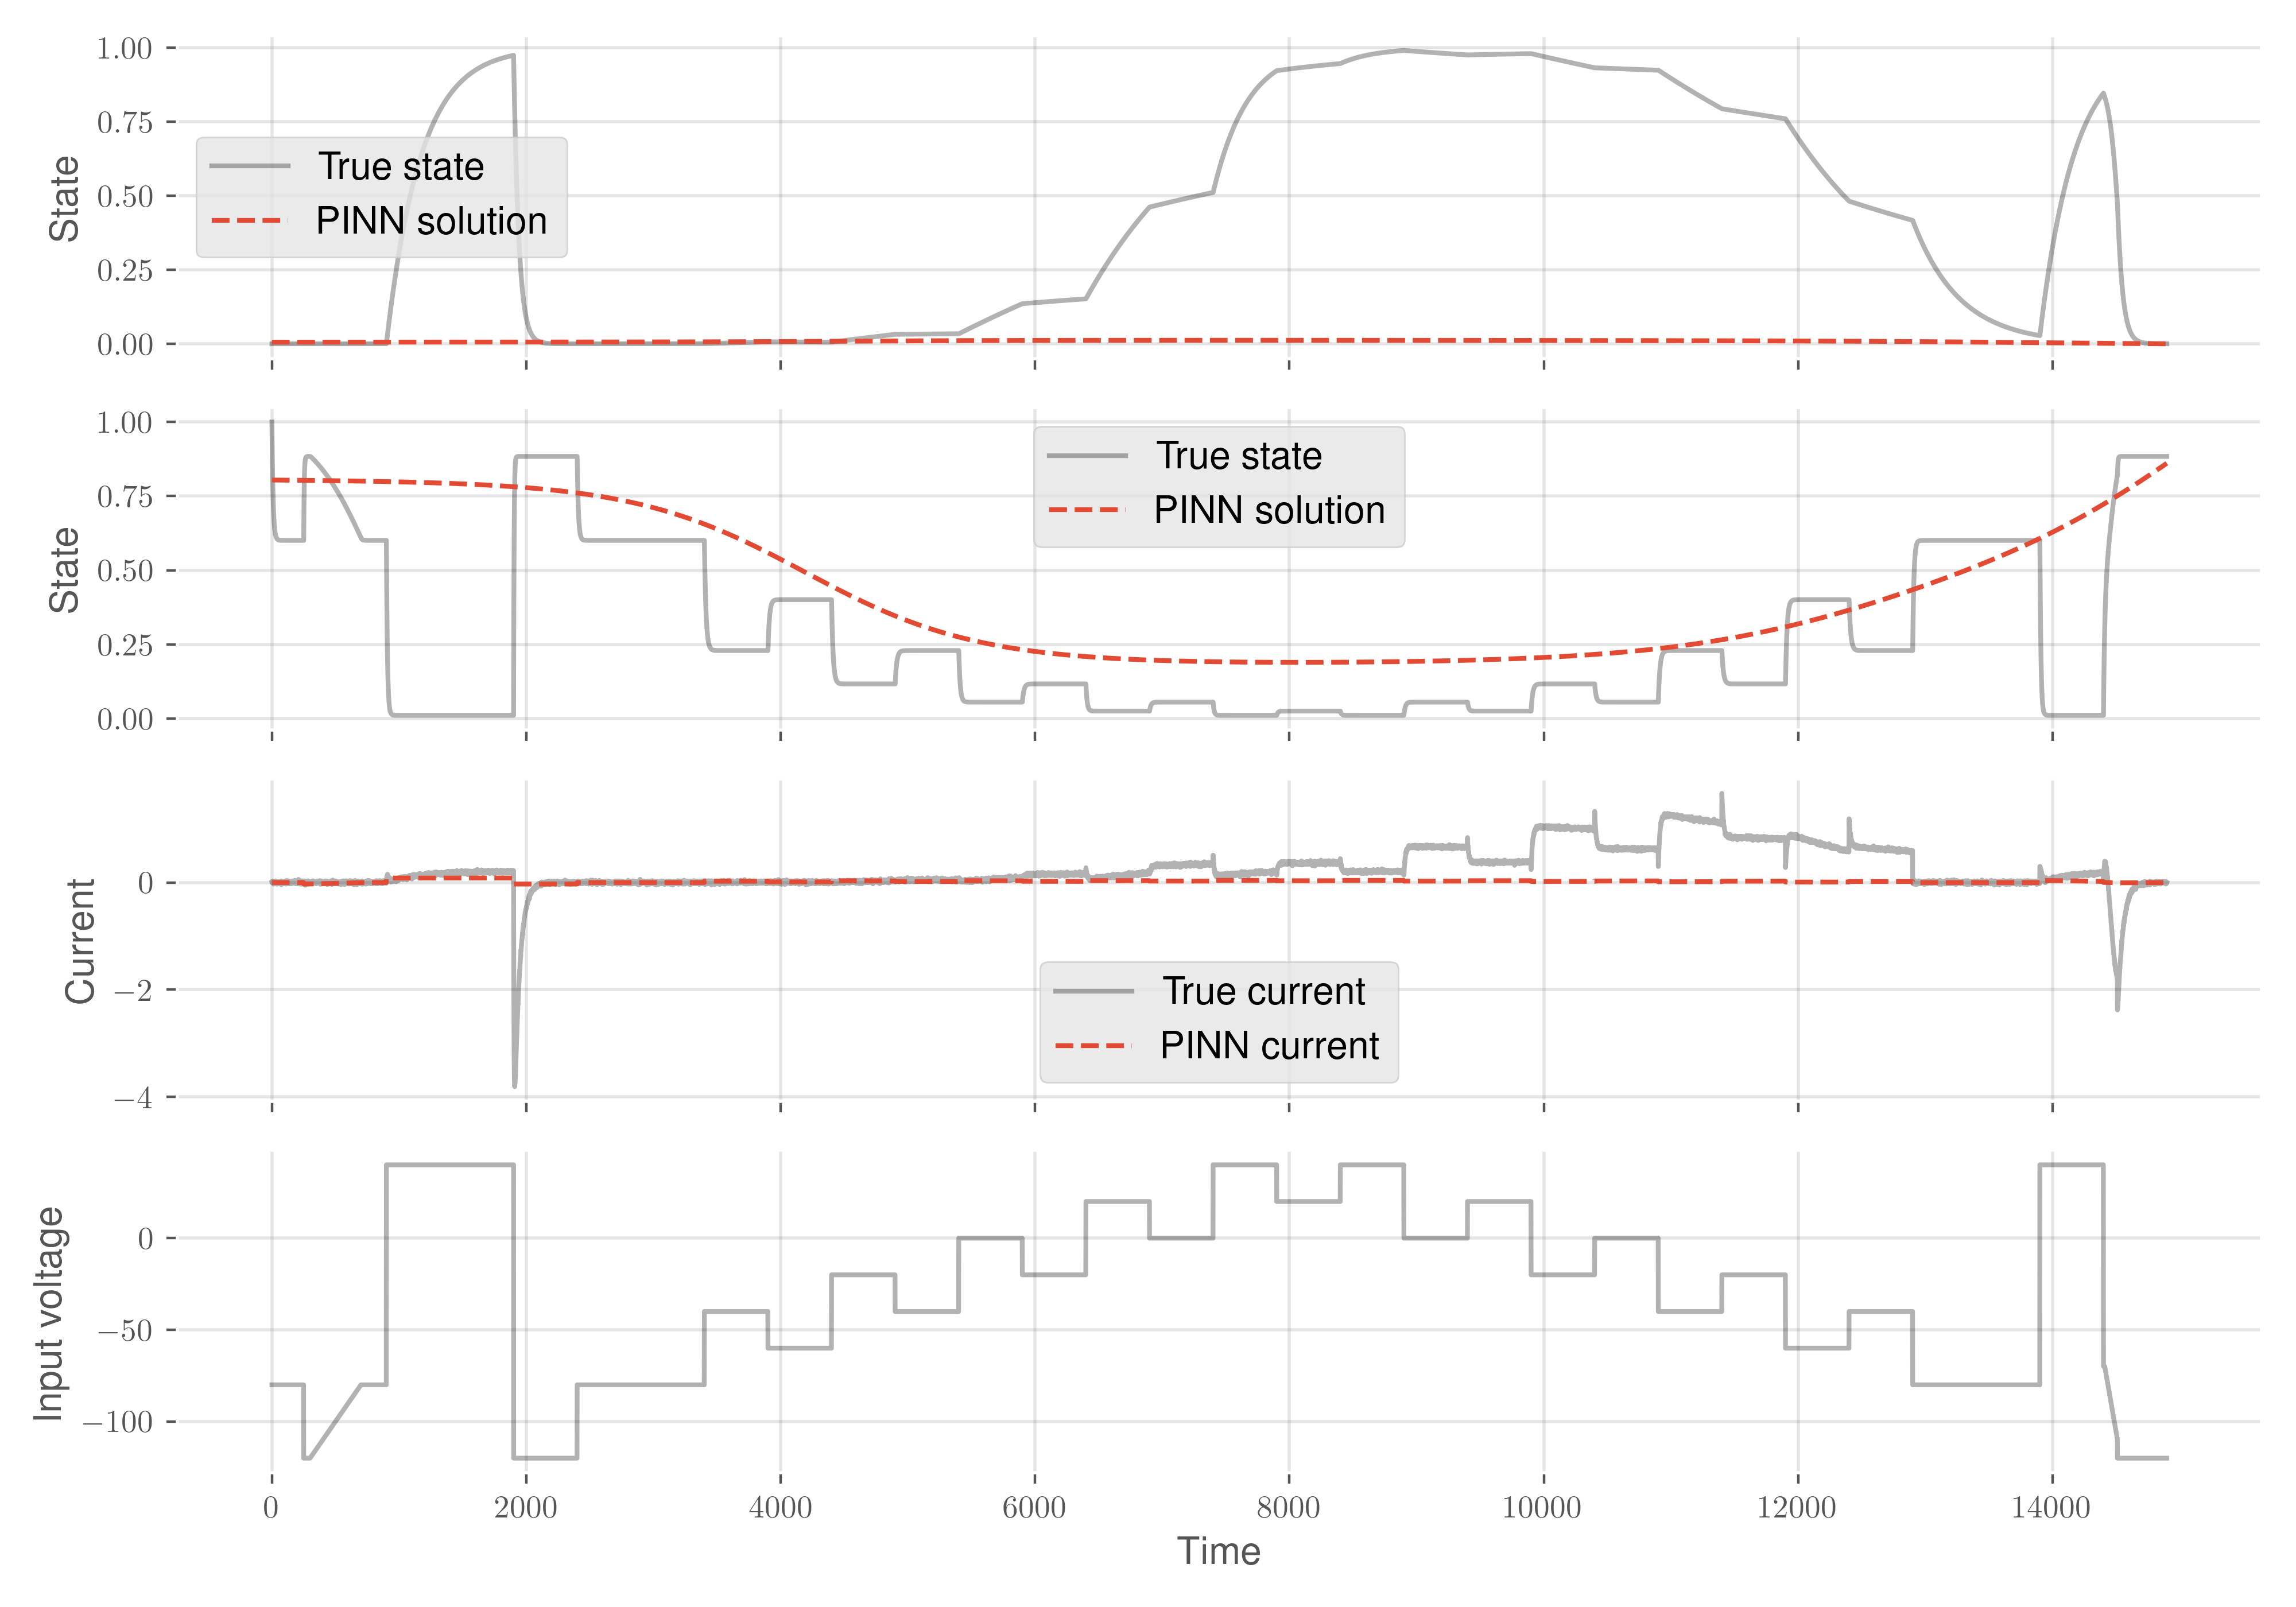 1.00
0.75
0.50
0.25
0.00
State
True state
PINN solution
1.00
0.75
0.50
0.25
0.00
State
True state
PINN solution
0
−2
−4
Current
True current
PINN current
0
−50
−100
Input voltage
0 2000 4000 6000 8000 10000 12000 14000
Time